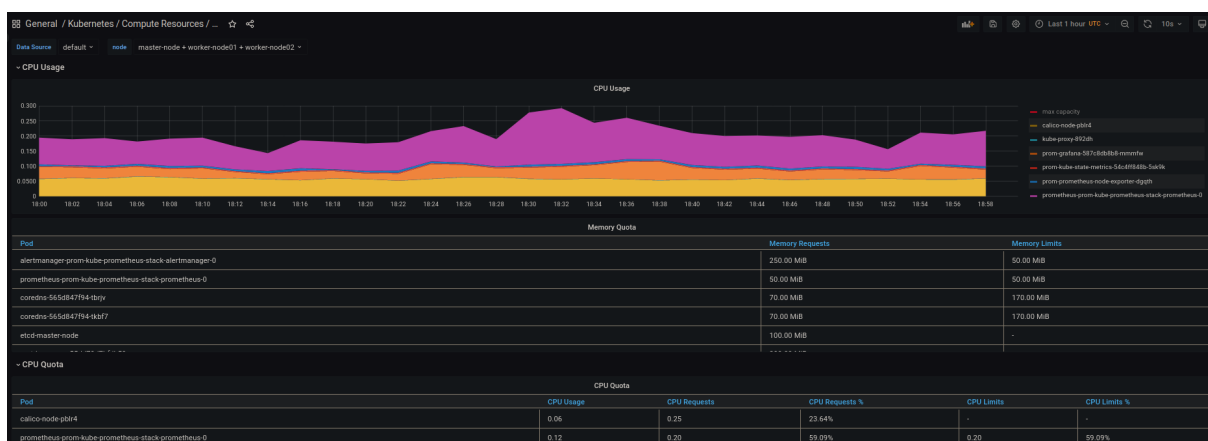 General / Kubernetes / Compute Resources / ...
Last 1 hour UTC
10s
Data Source default node master-node + worker-node01 + worker-node02
CPU Usage
CPU Usage
0.300
0.250
0.200
0.150
0.100
0.0500
0
18:00 18:02 18:04 18:06 18:08 18:10 18:12 18:14 18:16 18:18 18:20 18:22 18:24 18:26 18:28 18:30 18:32 18:34 18:36 18:38 18:40 18:42 18:44 18:46 18:48 18:50 18:52 18:54 18:56 18:58
max capacity
calico-node-pblr4
kube-proxy-892dh
prom-grafana-587c8db8b8-mmmfw
prom-kube-state-metrics-54c4ff848b-5sk9k
prom-prometheus-node-exporter-dgqth
prometheus-prom-kube-prometheus-stack-prometheus-0
Memory Quota
Pod Memory Requests Memory Limits
alertmanager-prom-kube-prometheus-stack-alertmanager-0 250.00 MiB 50.00 MiB
prometheus-prom-kube-prometheus-stack-prometheus-0 50.00 MiB 50.00 MiB
coredns-565d847f94-tbrjv 70.00 MiB 170.00 MiB
coredns-565d847f94-tkbf7 70.00 MiB 170.00 MiB
etcd-master-node 100.00 MiB -
CPU Quota
CPU Quota
Pod CPU Usage CPU Requests CPU Requests % CPU Limits CPU Limits %
calico-node-pblr4 0.06 0.25 23.64% - -
prometheus-prom-kube-prometheus-stack-prometheus-0 0.12 0.20 59.09% 0.20 59.09%